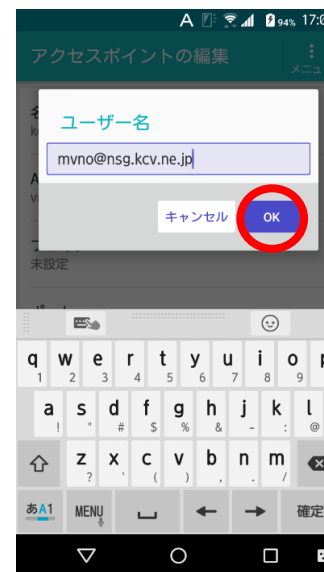 A 94% 17:0
アクセスポイントの編集
メニュ
ユーザー名
mvno@nsg.kcv.ne.jp
キャンセル OK
未設定
q w e r t y u i o p
1 2 3 4 5 6 7 8 9
a s d f g h j k l
! " # $ % & - : @
z x c v b n m
? ' ( ) , . /
あA1 MENU ← → 確定